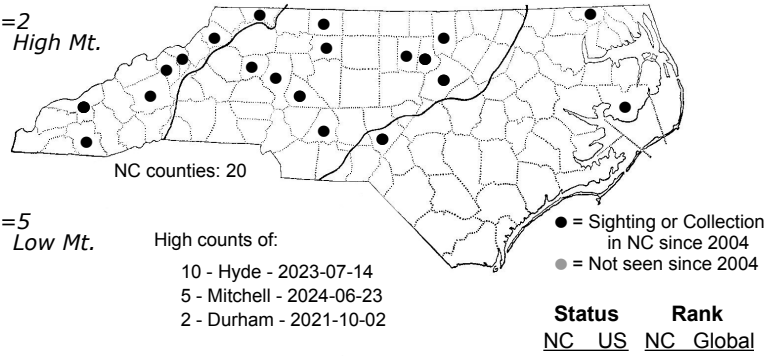 =2
High Mt.
NC counties: 20
=5
Low Mt.
High counts of:
10 - Hyde - 2023-07-14
5 - Mitchell - 2024-06-23
2 - Durham - 2021-10-02
● = Sighting or Collection
in NC since 2004
● = Not seen since 2004
Status Rank
NC US NC Global